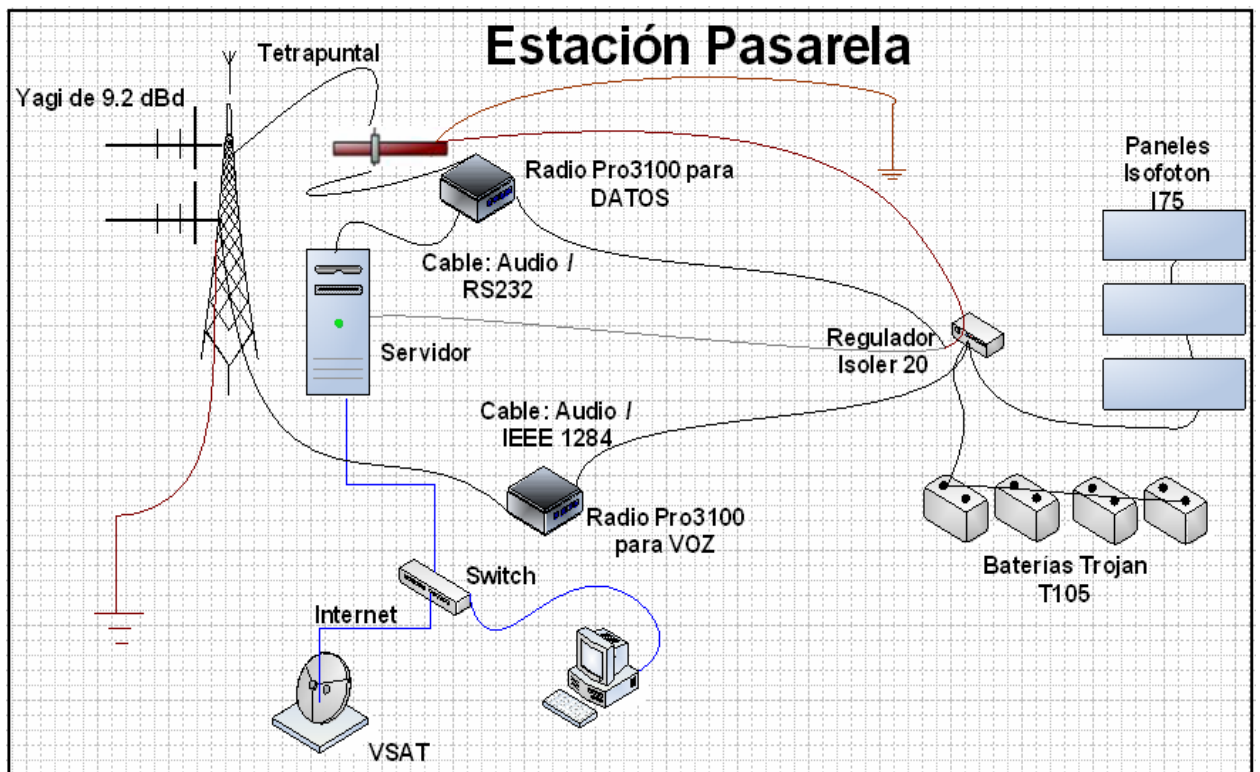 Estación Pasarela
Tetrapuntal
Yagi de 9.2 dBd
Radio Pro3100 para
DATOS
Paneles
Isofoton
I75
Cable: Audio /
RS232
Servidor
Regulador
Isoler 20
Cable: Audio /
IEEE 1284
Radio Pro3100
para VOZ
Baterías Trojan
T105
Switch
Internet
VSAT